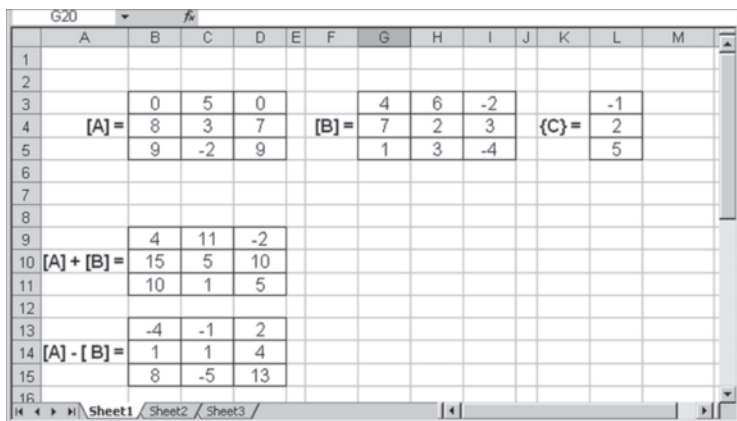 G20 fx
A B C D E F G H I J K L M
1
2
3 0 5 0 4 6 -2 -1
4 [A] = 8 3 7 [B] = 7 2 3 {C} = 2
5 9 -2 9 1 3 -4 5
6
7
8
9 4 11 -2
10 [A] + [B] = 15 5 10
11 10 1 5
12
13 -4 -1 2
14 [A] - [ B] = 1 1 4
15 8 -5 13
16
Sheet1 Sheet2 Sheet3